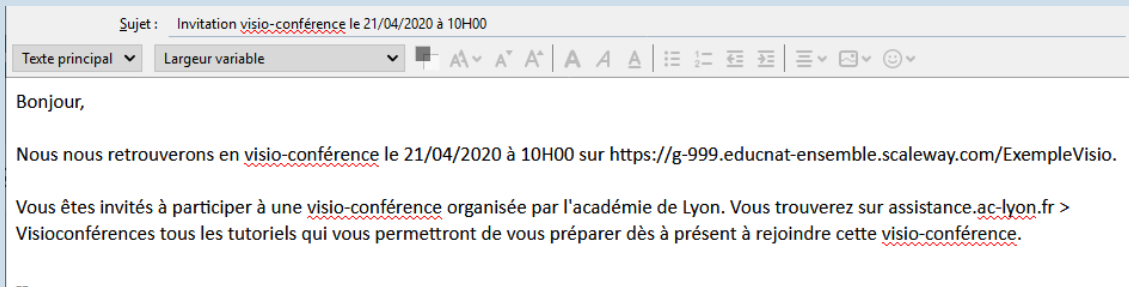 Sujet : Invitation visio-conférence le 21/04/2020 à 10H00
Texte principal Largeur variable
Bonjour,
Nous nous retrouverons en visio-conférence le 21/04/2020 à 10H00 sur https://g-999.educnat-ensemble.scaleway.com/ExempleVisio.
Vous êtes invités à participer à une visio-conférence organisée par l'académie de Lyon. Vous trouverez sur assistance.ac-lyon.fr >
Visioconférences tous les tutoriels qui vous permettront de vous préparer dès à présent à rejoindre cette visio-conférence.
--